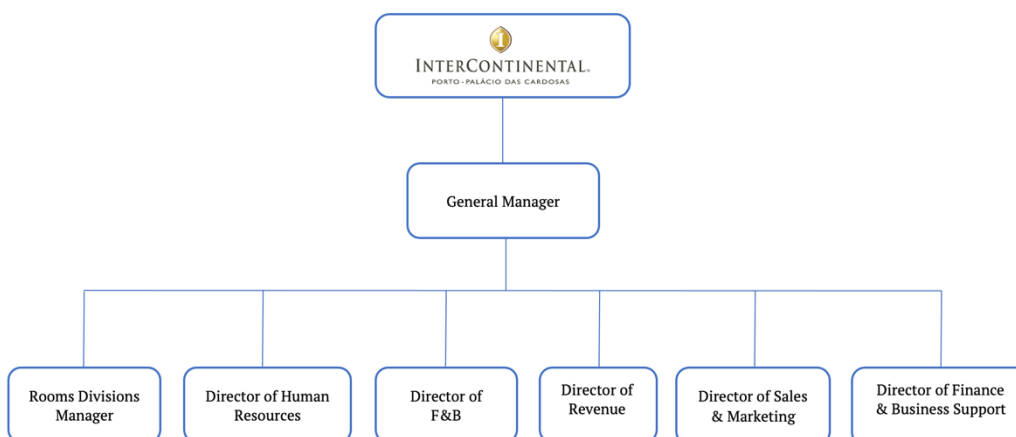 I
INTERCONTINENTAL®
PORTO - PALÁCIO DAS CARDOSAS
General Manager
Rooms Divisions
Manager
Director of Human
Resources
Director of
F&B
Director of
Revenue
Director of Sales
& Marketing
Director of Finance
& Business Support